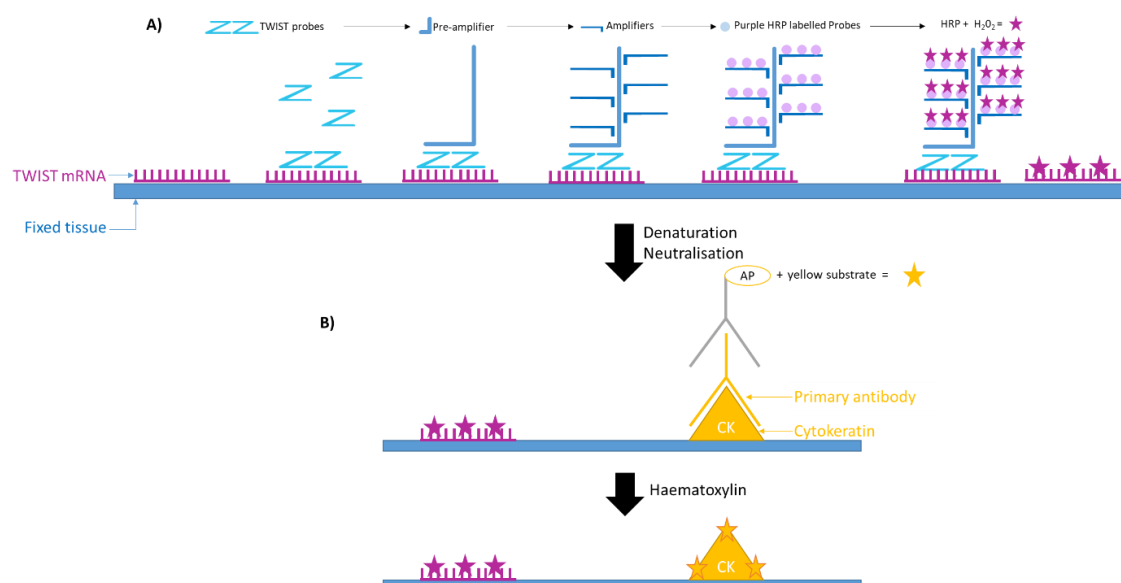 A)
TWIST probes
Pre-amplifier
Amplifiers
Purple HRP labelled Probes
HRP + H₂O₂ =
TWIST mRNA
Fixed tissue
Denaturation
Neutralisation
AP + yellow substrate =
B)
Primary antibody
CK
Cytokeratin
Haematoxylin
CK